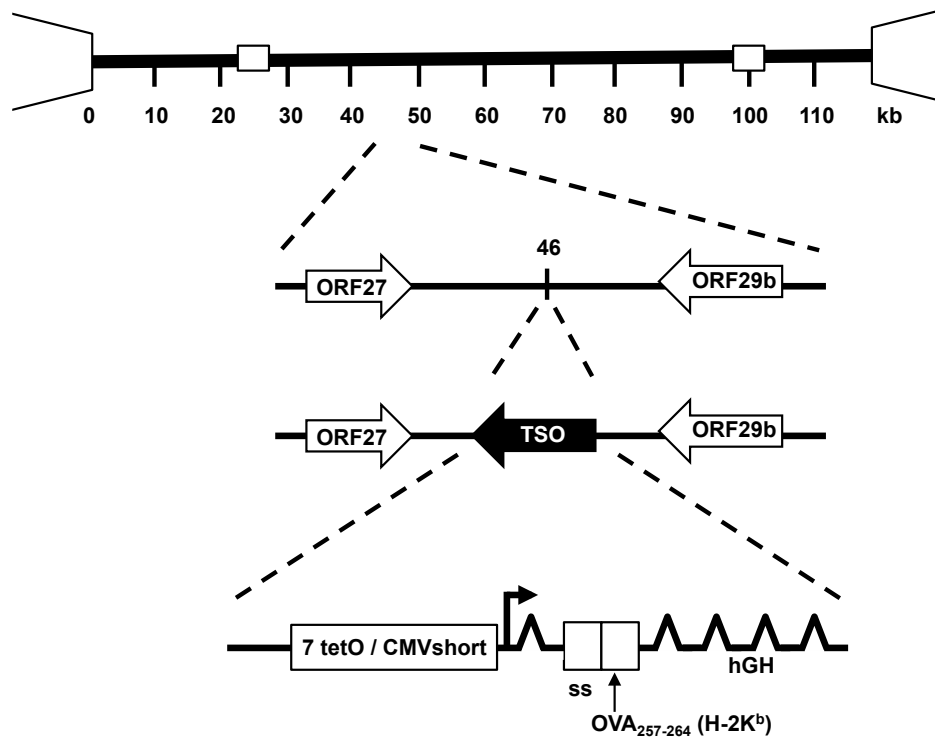 0 10 20 30 40 50 60 70 80 90 100 110 kb
46
ORF27 ORF29b
ORF27 TSO ORF29b
7 tetO / CMVshort
hGH
ss
OVA257-264 (H-2Kᵇ)